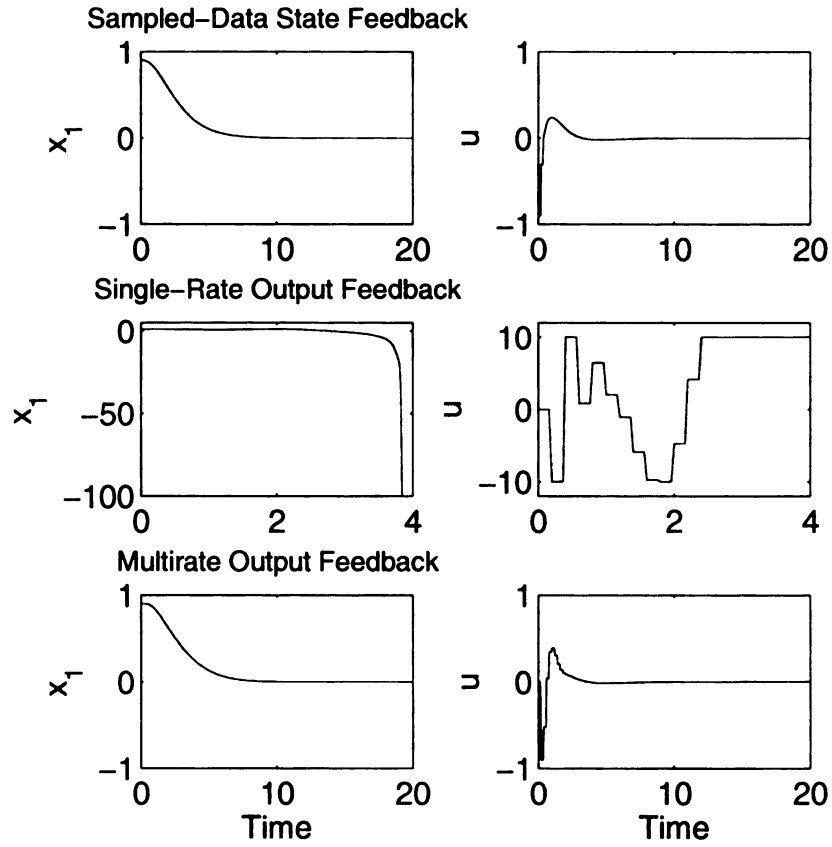 Sampled–Data State Feedback
1
0
−1
x1
0 10 20
1
0
−1
u
0 10 20
Single–Rate Output Feedback
0
−50
−100
x1
0 2 4
10
0
−10
u
0 2 4
Multirate Output Feedback
1
0
−1
x1
0 10 20
Time
1
0
−1
u
0 10 20
Time